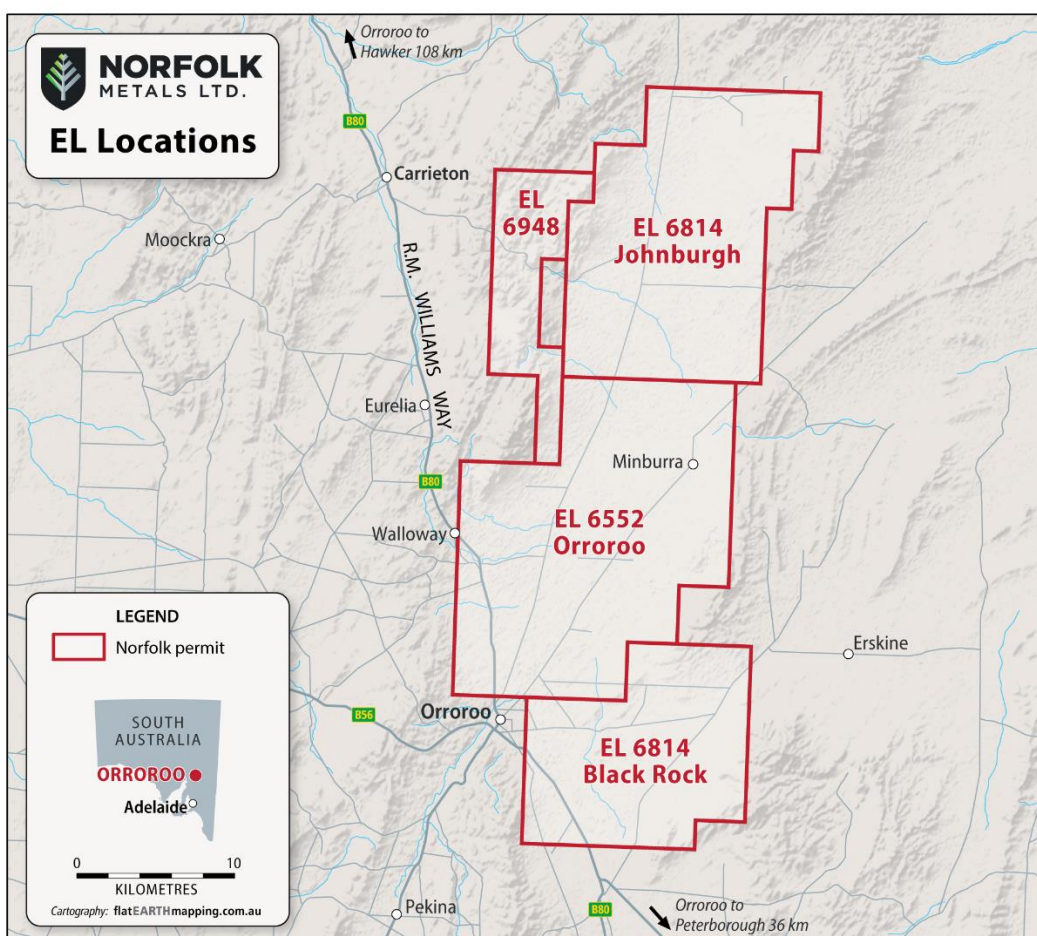 NORFOLK
METALS LTD.
EL Locations
Orroroo to
Hawker 108 km
B80
Carrieton
Moockra
R.M. WILLIAMS WAY
EL
6948
EL 6814
Johnburgh
Eurelia
B80
Minburra
Walloway
EL 6552
Orroroo
Erskine
Orroroo
B56
EL 6814
Black Rock
Pekina
B80
Orroroo to
Peterborough 36 km
LEGEND
Norfolk permit
SOUTH
AUSTRALIA
ORROROO
Adelaide
0 10
KILOMETRES
Cartography: flatEARTHmapping.com.au